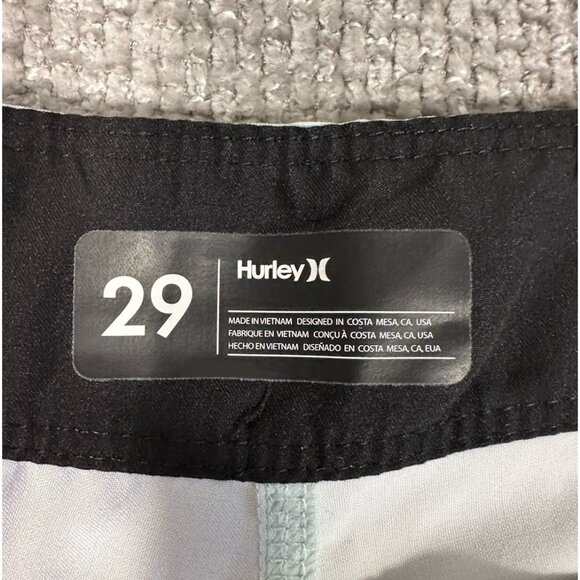 29
Hurley
MADE IN VIETNAM DESIGNED IN COSTA MESA, CA, USA
FABRIQUE EN VIETNAM CONÇU À COSTA MESA, CA, USA
HECHO EN VIETNAM DISEÑADO EN COSTA MESA, CA, EUA